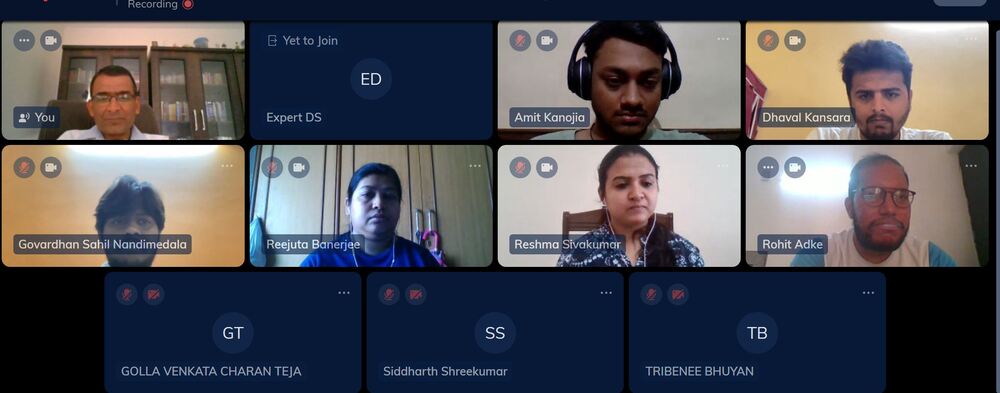 Recording
You
Yet to Join
ED
Expert DS
Amit Kanojia
Dhaval Kansara
Govardhan Sahil Nandimedala
Reejuta Banerjee
Reshma Sivakumar
Rohit Adke
GT
GOLLA VENKATA CHARAN TEJA
SS
Siddharth Shreekumar
TB
TRIBENEE BHUYAN